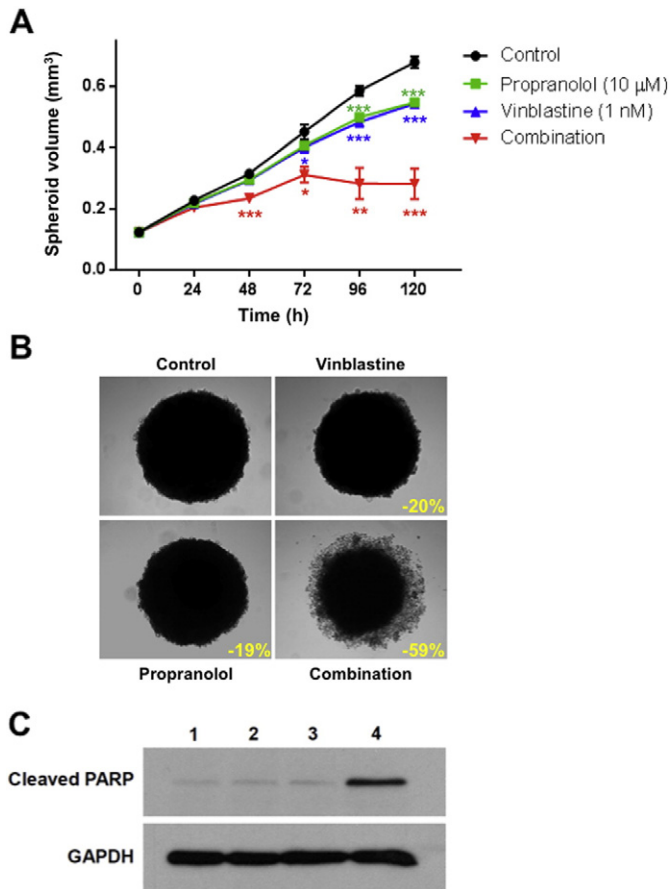 A
Spheroid volume (mm³)
0.6
0.4
0.2
0.0
*** *** *
*** ***
*** * ** ***
0 24 48 72 96 120
Time (h)
Control
Propranolol (10 µM)
Vinblastine (1 nM)
Combination
B
Control Vinblastine
-20%
-19% -59%
Propranolol Combination
C
1 2 3 4
Cleaved PARP
GAPDH